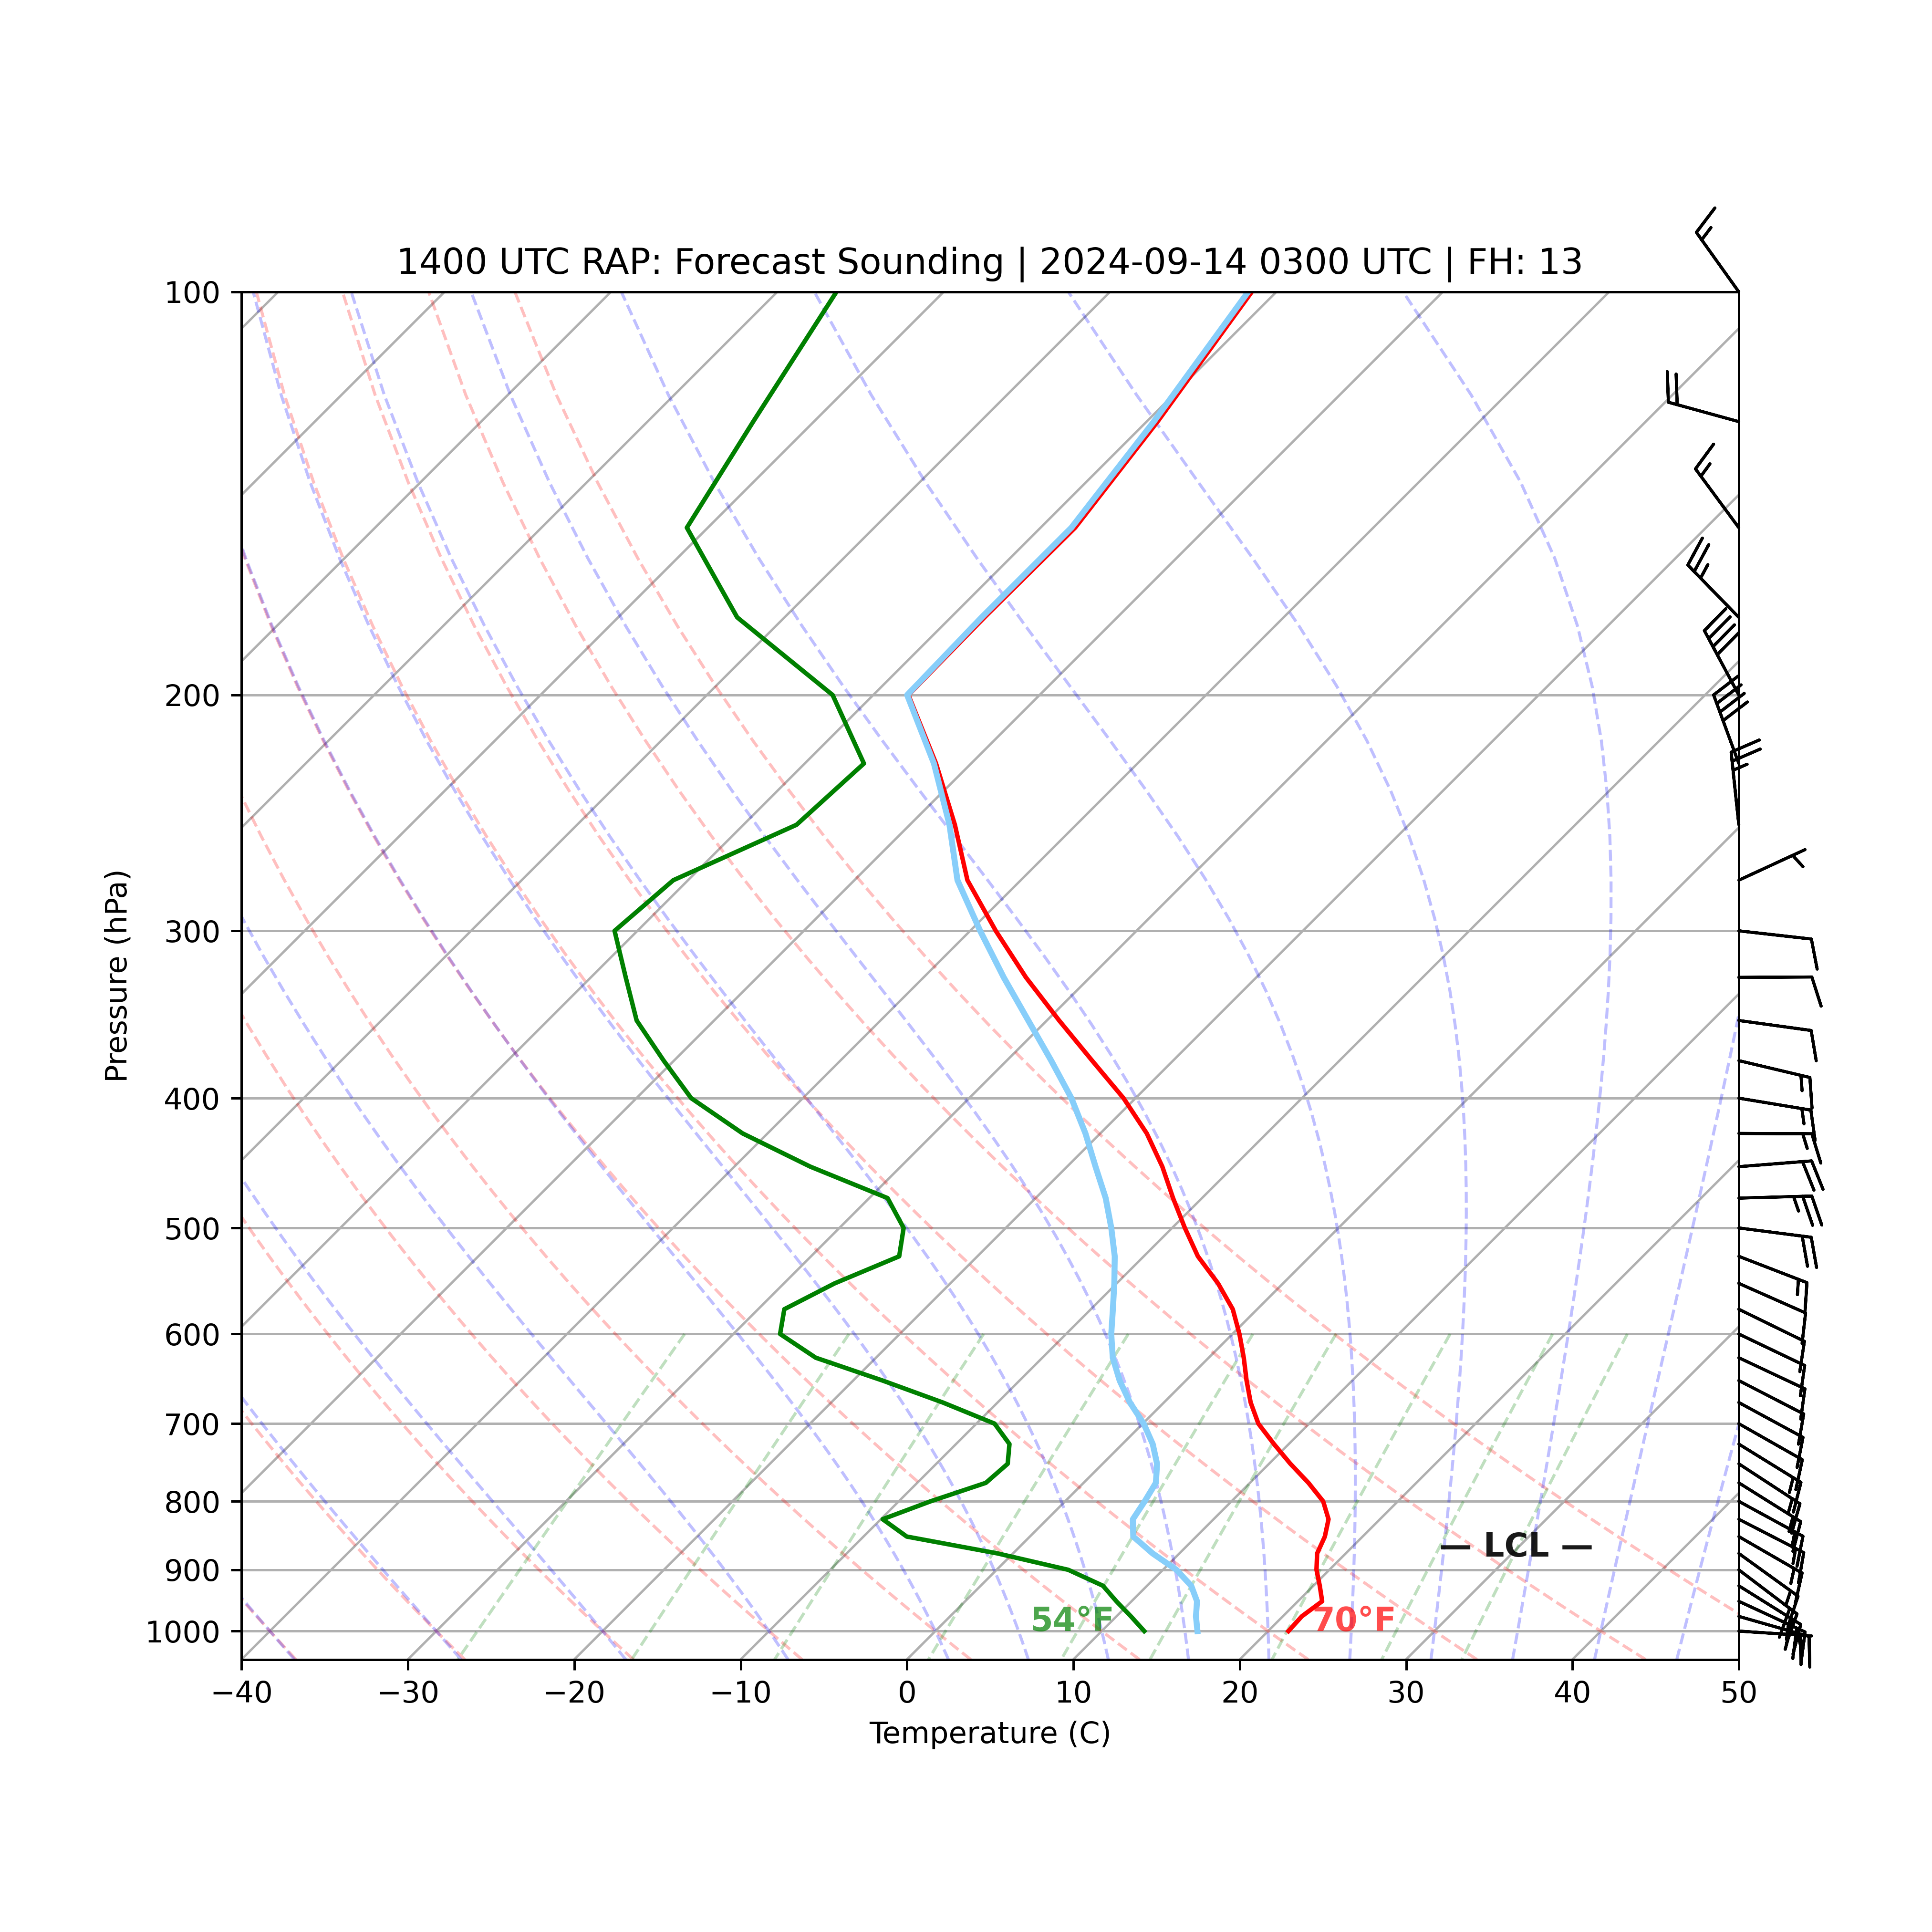 1400 UTC RAP: Forecast Sounding | 2024-09-14 0300 UTC | FH: 13
100
200
300
400
500
600
700
800
900
1000
Pressure (hPa)
— LCL —
54°F
70°F
−40 −30 −20 −10 0 10 20 30 40 50
Temperature (C)